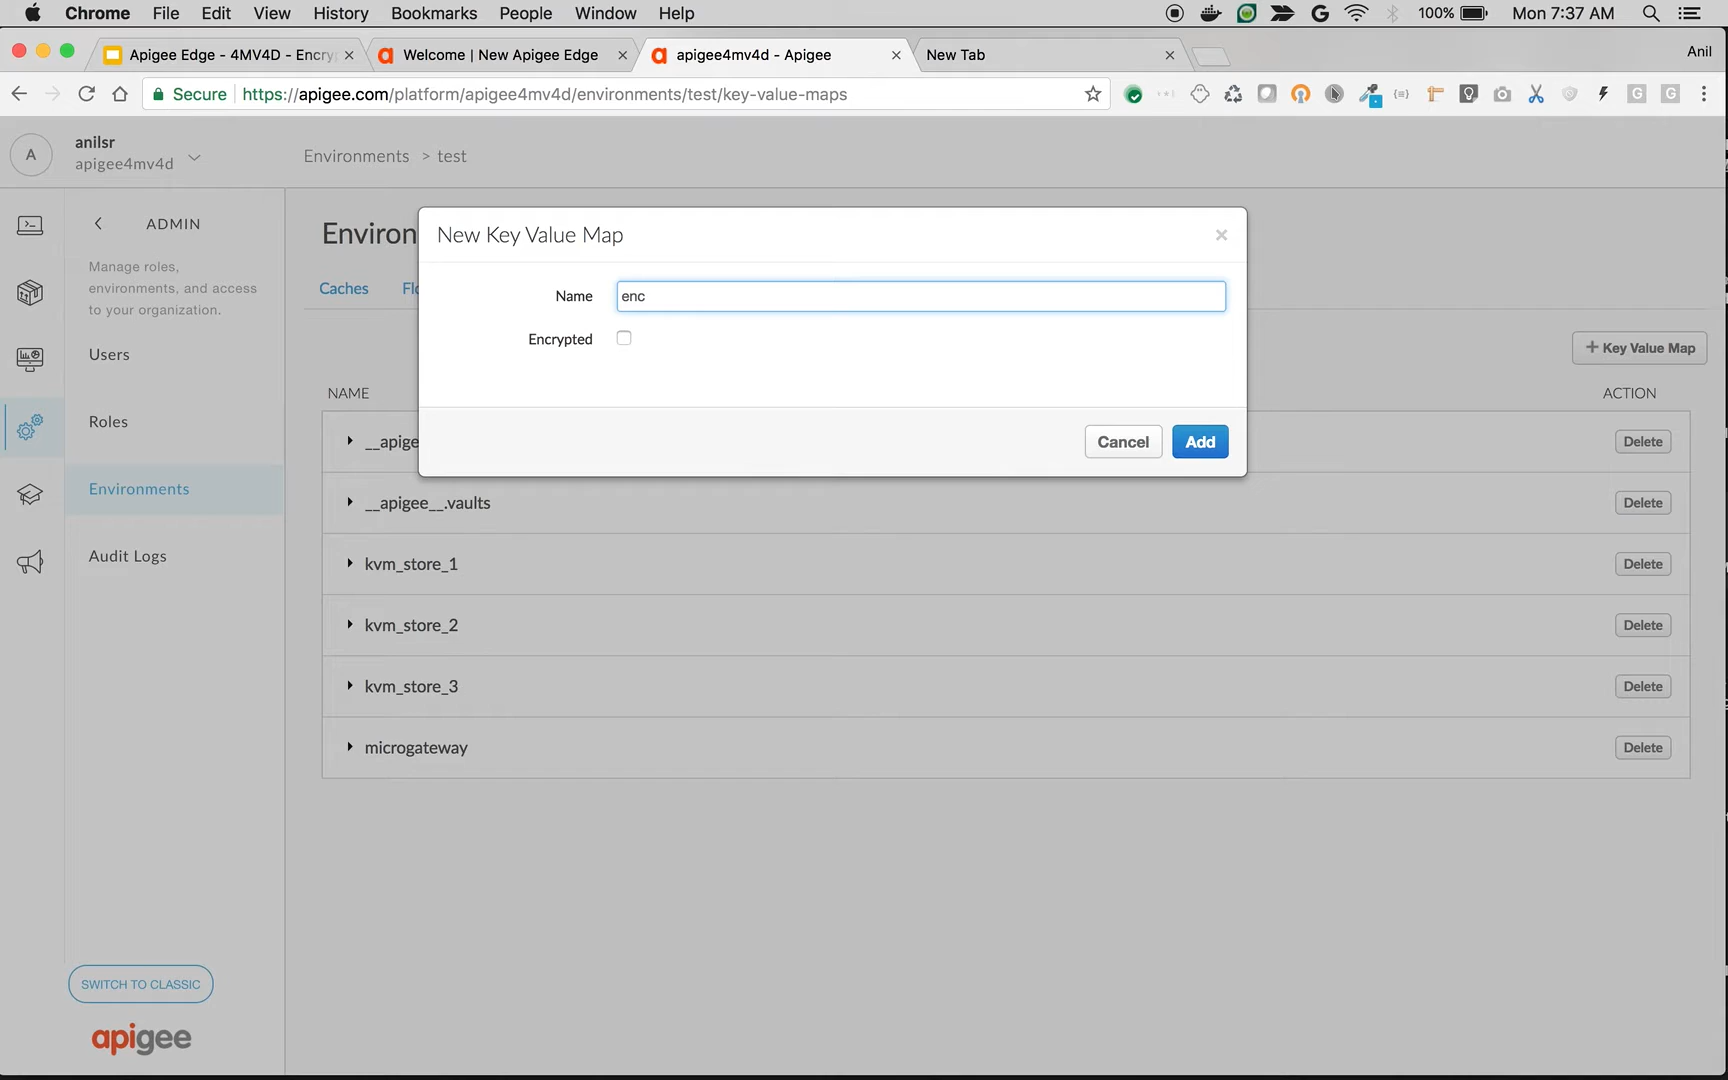 Chrome File Edit View History Bookmarks People Window Help 100% Mon 7:37 AM
Apigee Edge - 4MV4D - Encry
Welcome | New Apigee Edge
apigee4mv4d - Apigee
New Tab
Anil
Secure https://apigee.com/platform/apigee4mv4d/environments/test/key-value-maps
A
anilsr
apigee4mv4d
Environments > test
ADMIN
Manage roles,
environments, and access
to your organization.
Users
Roles
Environments
Audit Logs
SWITCH TO CLASSIC
apigee
Environ
Caches Flo
+ Key Value Map
NAME ACTION
__apige Delete
__apigee__.vaults Delete
kvm_store_1 Delete
kvm_store_2 Delete
kvm_store_3 Delete
microgateway Delete
New Key Value Map ×
Name enc
Encrypted
Cancel Add